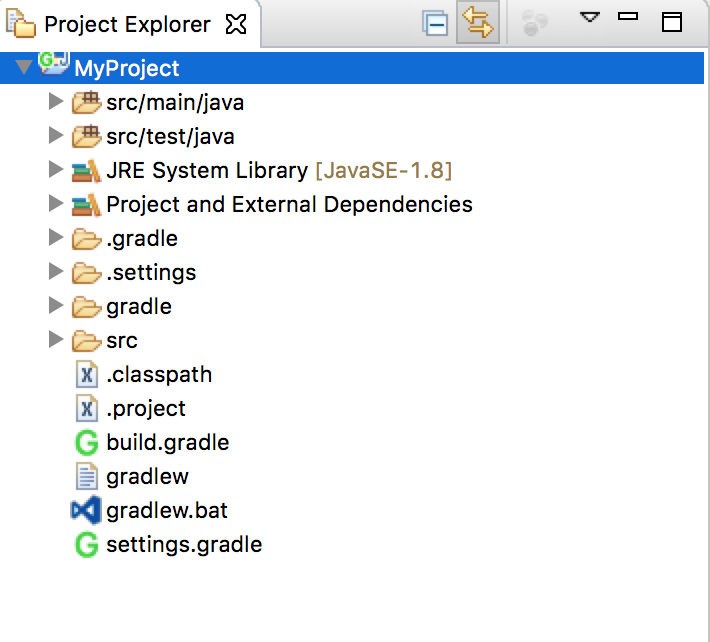 Project Explorer
MyProject
src/main/java
src/test/java
JRE System Library [JavaSE-1.8]
Project and External Dependencies
.gradle
.settings
gradle
src
.classpath
.project
build.gradle
gradlew
gradlew.bat
settings.gradle